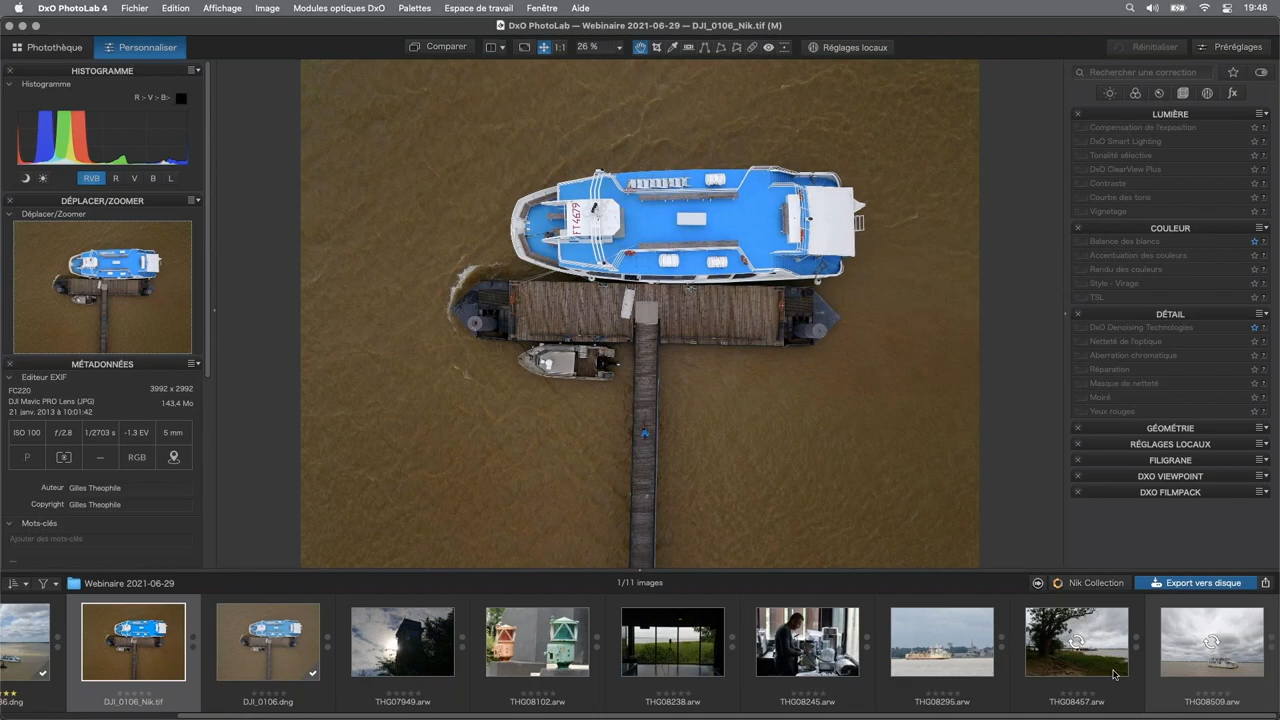 DxO PhotoLab 4 Fichier Edition Affichage Image Modules optiques DxO Palettes Espace de travail Fenêtre Aide 19:48
DxO PhotoLab — Webinaire 2021-06-29 — DJI_0106_Nik.tif (M)
Photothèque Personnaliser Comparer 1:1 26 % Réglages locaux Réinitialiser Préréglages
HISTOGRAMME
Histogramme
R:- V:- B:-
RVB R V B L
DÉPLACER/ZOOMER
Déplacer/Zoomer
MÉTADONNÉES
Editeur EXIF
FC220 3992 x 2992
DJI Mavic PRO Lens (JPG) 143,4 Mo
21 janv. 2013 à 10:01:42
ISO 100 ƒ/2.8 1/2703 s -1.3 EV 5 mm
P — RGB
Auteur Gilles Theophile
Copyright Gilles Theophile
Mots-clés
Ajouter des mots-clés
FT 4679
Rechercher une correction
fx
LUMIÈRE
Compensation de l'exposition
DxO Smart Lighting
Tonalité sélective
DxO ClearView Plus
Contraste
Courbe des tons
Vignetage
COULEUR
Balance des blancs
Accentuation des couleurs
Rendu des couleurs
Style - Virage
TSL
DÉTAIL
DxO Denoising Technologies
Netteté de l'optique
Aberration chromatique
Réparation
Masque de netteté
Moiré
Yeux rouges
GÉOMÉTRIE
RÉGLAGES LOCAUX
FILIGRANE
DXO VIEWPOINT
DXO FILMPACK
Webinaire 2021-06-29 1/11 images Nik Collection Export vers disque
36.dng DJI_0106_Nik.tif DJI_0106.dng THG07949.arw THG08102.arw THG08238.arw THG08245.arw THG08295.arw THG08457.arw THG08509.arw